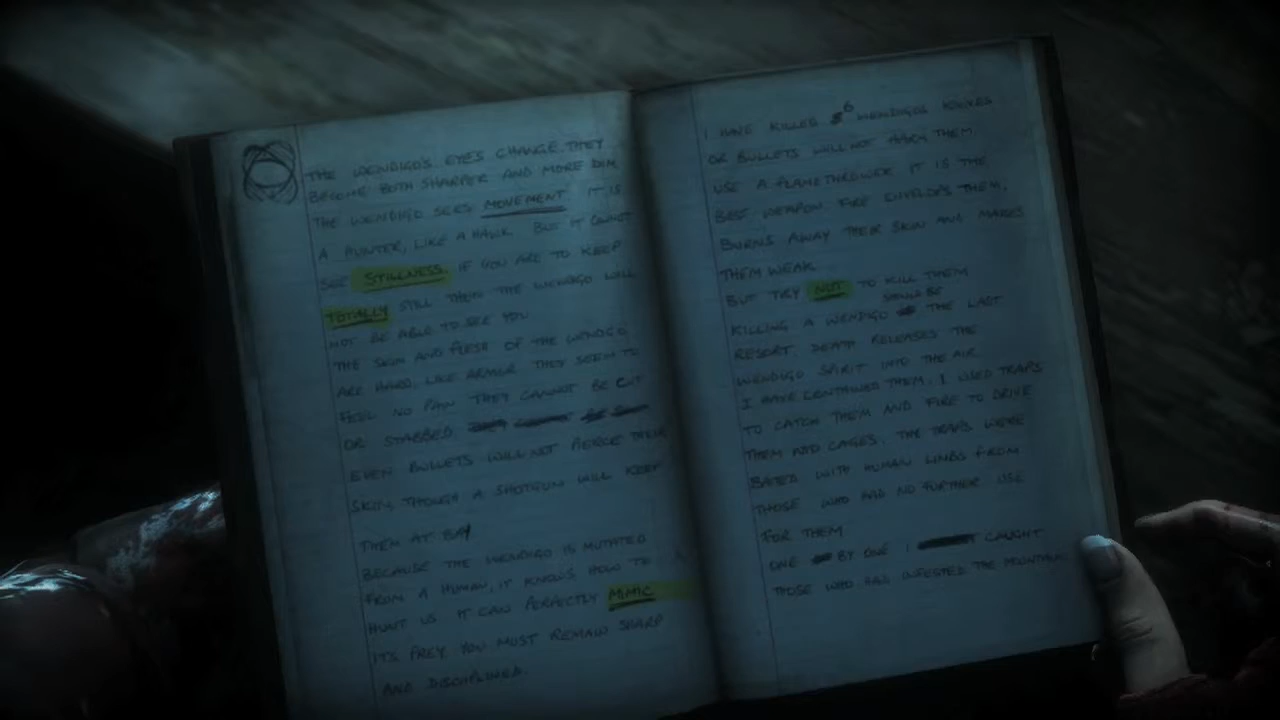 THE WENDIGO'S EYES CHANGE. THEY
BECOME BOTH SHARPER AND MORE DIM
THE WENDIGO SEES MOVEMENT IT IS
A HUNTER, LIKE A HAWK. BUT IT CANNOT
SEE STILLNESS. IF YOU ARE TO KEEP
TOTALLY STILL THEN THE WENDIGO WILL
NOT BE ABLE TO SEE YOU
THE SKIN AND FLESH OF THE WENDIGO
ARE HARD, LIKE ARMOR THEY SEEM TO
FEEL NO PAIN THEY CANNOT BE CUT
OR STABBED.
EVEN BULLETS WILL NOT PIERCE THEIR
SKIN, THOUGH A SHOTGUN WILL KEEP
THEM AT BAY
BECAUSE THE WENDIGO IS MUTATED
FROM A HUMAN, IT KNOWS HOW TO
HUNT US IT CAN PERFECTLY MIMIC
ITS PREY. YOU MUST REMAIN SHARP
AND DISCIPLINED.
I HAVE KILLED 6 WENDIGOS KNIVES
OR BULLETS WILL NOT HARM THEM.
USE A FLAMETHROWER IT IS THE
BEST WEAPON FIRE ENVELOPS THEM,
BURNS AWAY THEIR SKIN AND MAKES
THEM WEAK.
BUT TRY NOT TO KILL THEM
SHOULD BE
KILLING A WENDIGO THE LAST
RESORT. DEATH RELEASES THE
WENDIGO SPIRIT INTO THE AIR
I HAVE CONTAINED THEM. I USED TRAPS
TO CATCH THEM AND FIRE TO DRIVE
THEM INTO CAGES. THE TRAPS WERE
BAITED WITH HUMAN LIMBS FROM
THOSE WHO HAD NO FURTHER USE
FOR THEM
ONE BY ONE I CAUGHT
THOSE WHO HAD INFESTED THE MOUNTAIN